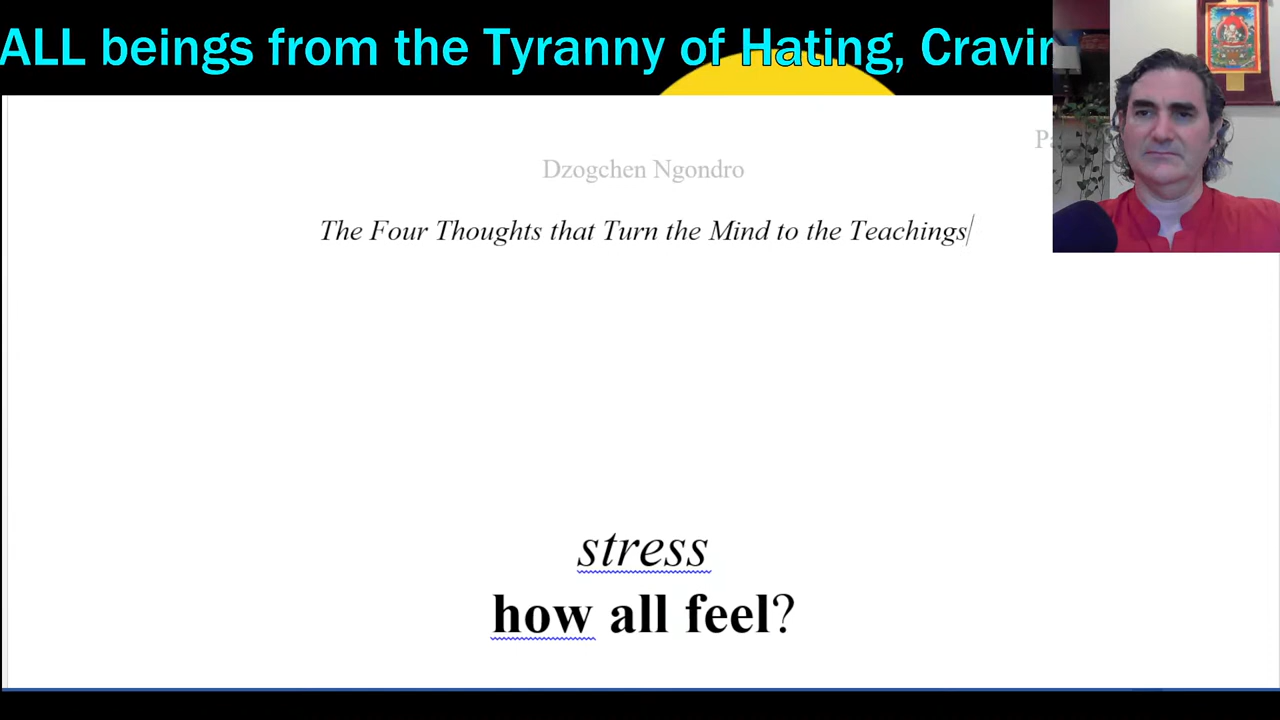 ALL beings from the Tyranny of Hating,
Dzogchen Ngondro
The Four Thoughts that Turn the Mind to the Teachings
stress
how all feel?